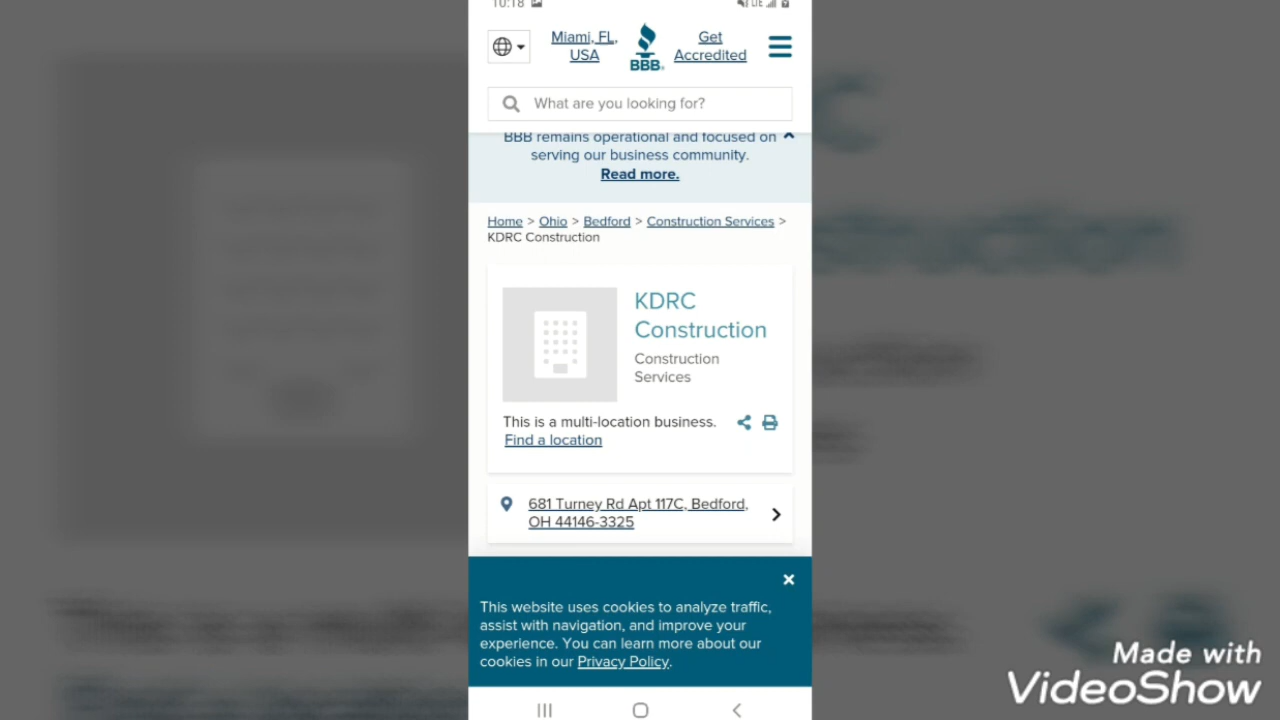 10:18
LTE
Miami, FL,
USA
BBB.
Get
Accredited
What are you looking for?
BBB remains operational and focused on
serving our business community.
Read more.
Home > Ohio > Bedford > Construction Services >
KDRC Construction
KDRC
Construction
Construction
Services
This is a multi-location business.
Find a location
681 Turney Rd Apt 117C, Bedford,
OH 44146-3325
This website uses cookies to analyze traffic,
assist with navigation, and improve your
experience. You can learn more about our
cookies in our Privacy Policy.
Made with
VideoShow